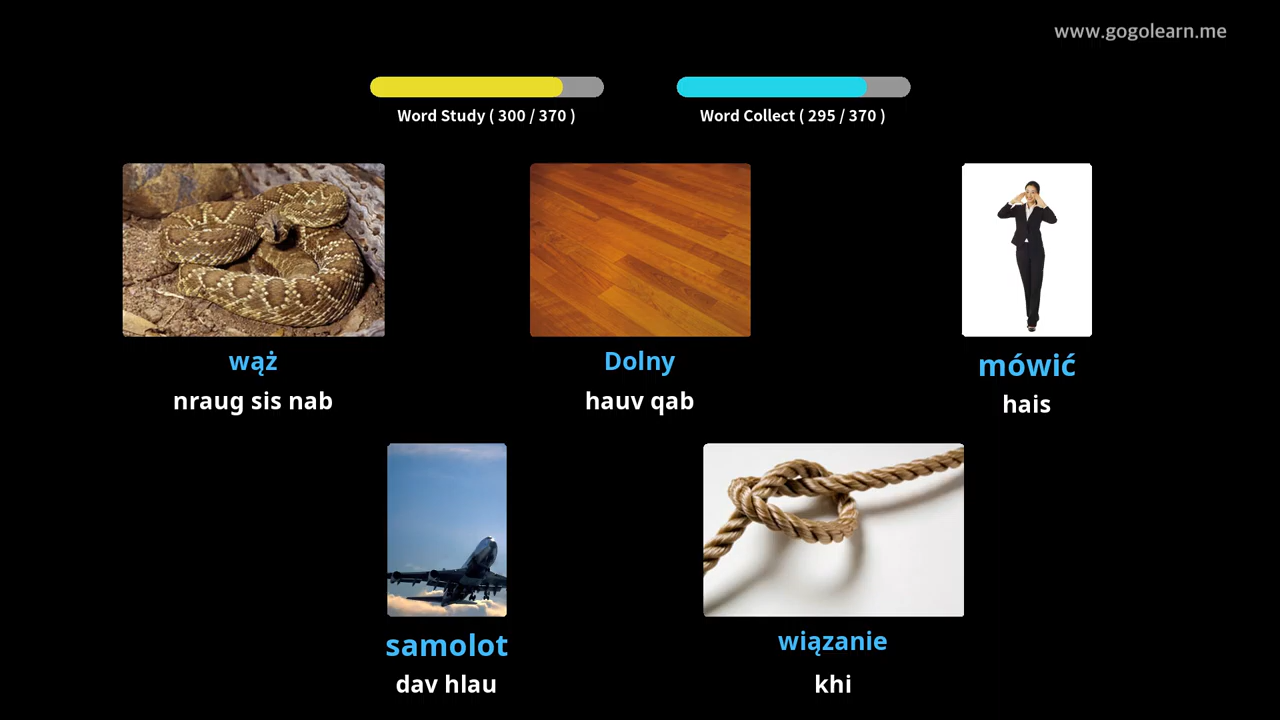 www.gogolearn.me
Word Study ( 300 / 370 )
Word Collect ( 295 / 370 )
wąż
nraug sis nab
Dolny
hauv qab
mówić
hais
samolot
dav hlau
wiązanie
khi